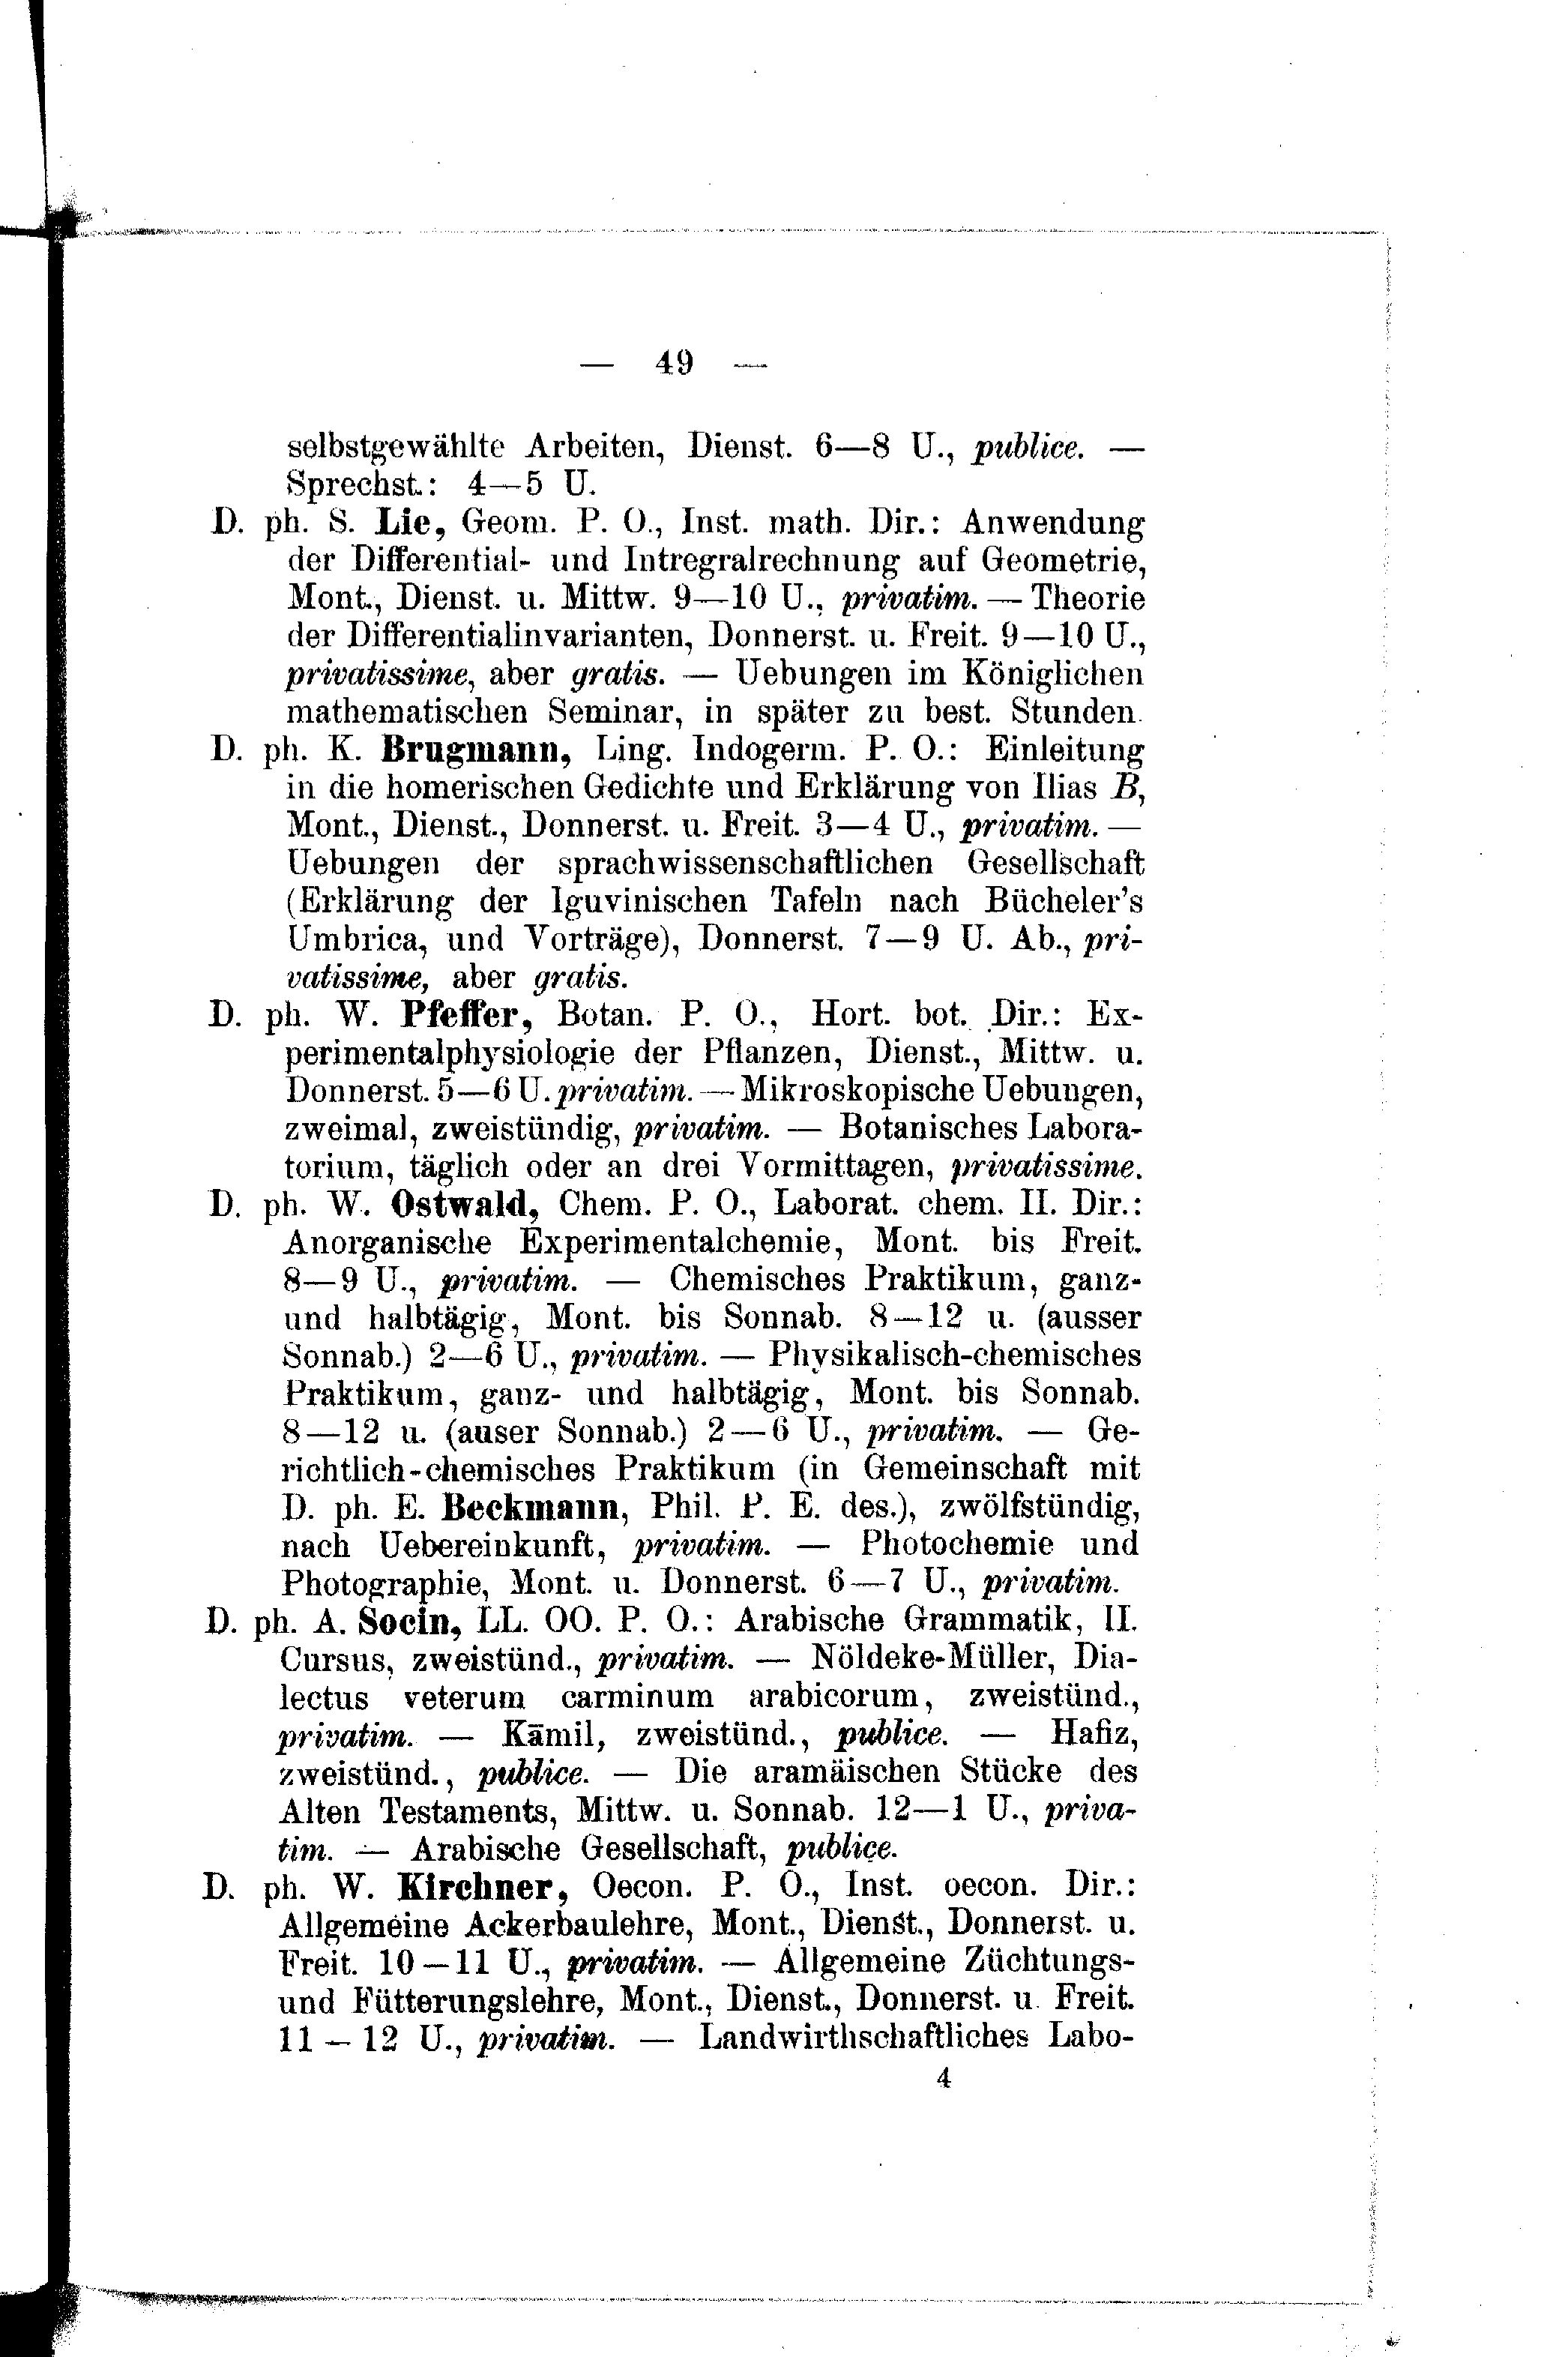 — 49 —
selbstgewählte Arbeiten, Dienst. 6—8 U., publice. —
Sprechst.: 4—5 U.
D. ph. S. Lie, Geom. P. O., Inst. math. Dir.: Anwendung
der Differential- und Intregralrechnung auf Geometrie,
Mont., Dienst. u. Mittw. 9—10 U., privatim. — Theorie
der Differentialinvarianten, Donnerst. u. Freit. 9—10 U.,
privatissime, aber gratis. — Uebungen im Königlichen
mathematischen Seminar, in später zu best. Stunden.
D. ph. K. Brugmann, Ling. Indogerm. P. O.: Einleitung
in die homerischen Gedichte und Erklärung von Ilias B,
Mont., Dienst., Donnerst. u. Freit. 3—4 U., privatim. —
Uebungen der sprachwissenschaftlichen Gesellschaft
(Erklärung der Iguvinischen Tafeln nach Bücheler's
Umbrica, und Vorträge), Donnerst. 7—9 U. Ab., pri-
vatissime, aber gratis.
D. ph. W. Pfeffer, Botan. P. O., Hort. bot. Dir.: Ex-
perimentalphysiologie der Pflanzen, Dienst., Mittw. u.
Donnerst. 5—6 U. privatim. — Mikroskopische Uebungen,
zweimal, zweistündig, privatim. — Botanisches Labora-
torium, täglich oder an drei Vormittagen, privatissime.
D. ph. W. Ostwald, Chem. P. O., Laborat. chem. II. Dir.:
Anorganische Experimentalchemie, Mont. bis Freit.
8—9 U., privatim. — Chemisches Praktikum, ganz-
und halbtägig, Mont. bis Sonnab. 8—12 u. (ausser
Sonnab.) 2—6 U., privatim. — Physikalisch-chemisches
Praktikum, ganz- und halbtägig, Mont. bis Sonnab.
8—12 u. (auser Sonnab.) 2—6 U., privatim. — Ge-
richtlich-chemisches Praktikum (in Gemeinschaft mit
D. ph. E. Beckmann, Phil. P. E. des.), zwölfstündig,
nach Uebereinkunft, privatim. — Photochemie und
Photographie, Mont. u. Donnerst. 6—7 U., privatim.
D. ph. A. Socin, LL. OO. P. O.: Arabische Grammatik, II.
Cursus, zweistünd., privatim. — Nöldeke-Müller, Dia-
lectus veterum carminum arabicorum, zweistünd.,
privatim. — Kāmil, zweistünd., publice. — Hafiz,
zweistünd., publice. — Die aramäischen Stücke des
Alten Testaments, Mittw. u. Sonnab. 12—1 U., priva-
tim. — Arabische Gesellschaft, publice.
D. ph. W. Kirchner, Oecon. P. O., Inst. oecon. Dir.:
Allgemeine Ackerbaulehre, Mont., Dienst., Donnerst. u.
Freit. 10—11 U., privatim. — Allgemeine Züchtungs-
und Fütterungslehre, Mont., Dienst., Donnerst. u. Freit.
11—12 U., privatim. — Landwirthschaftliches Labo-
4